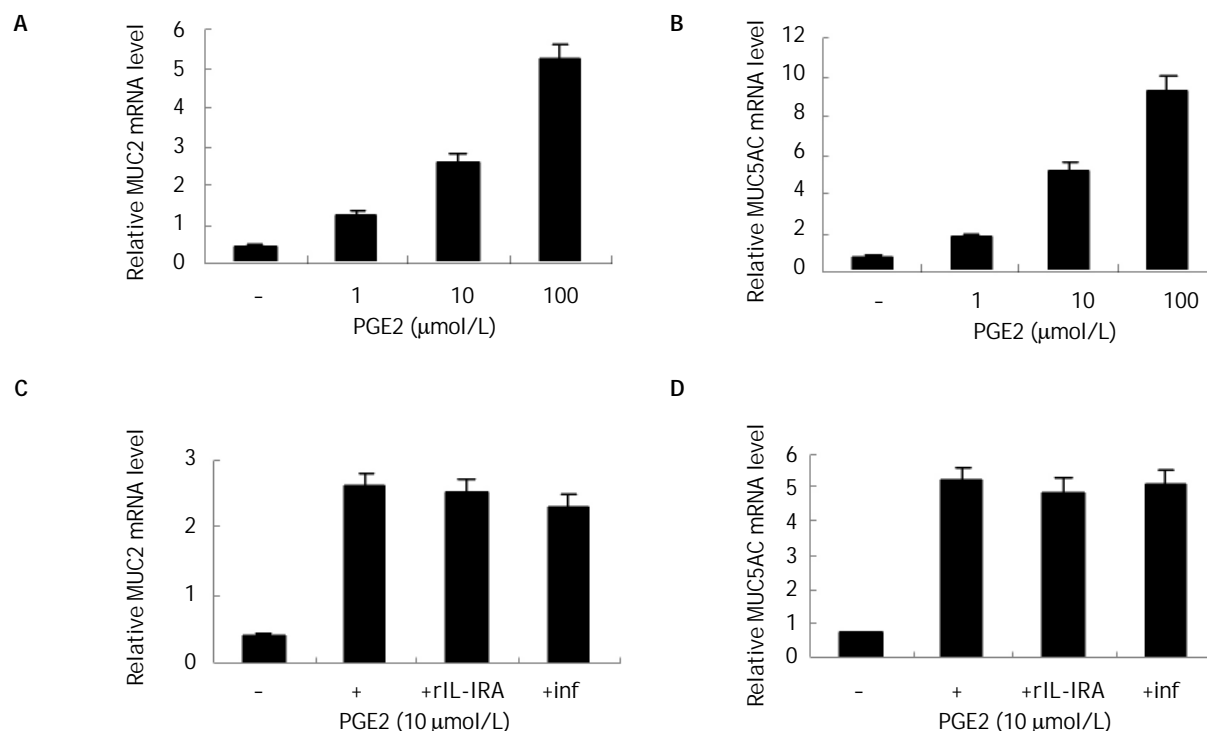 A
Relative MUC2 mRNA level
6
5
4
3
2
1
0
– 1 10 100
PGE2 (μmol/L)
B
Relative MUC5AC mRNA level
12
10
8
6
4
2
0
– 1 10 100
PGE2 (μmol/L)
C
Relative MUC2 mRNA level
3
2
1
0
– + +rIL-IRA +inf
PGE2 (10 μmol/L)
D
Relative MUC5AC mRNA level
6
5
4
3
2
1
0
– + +rIL-IRA +inf
PGE2 (10 μmol/L)